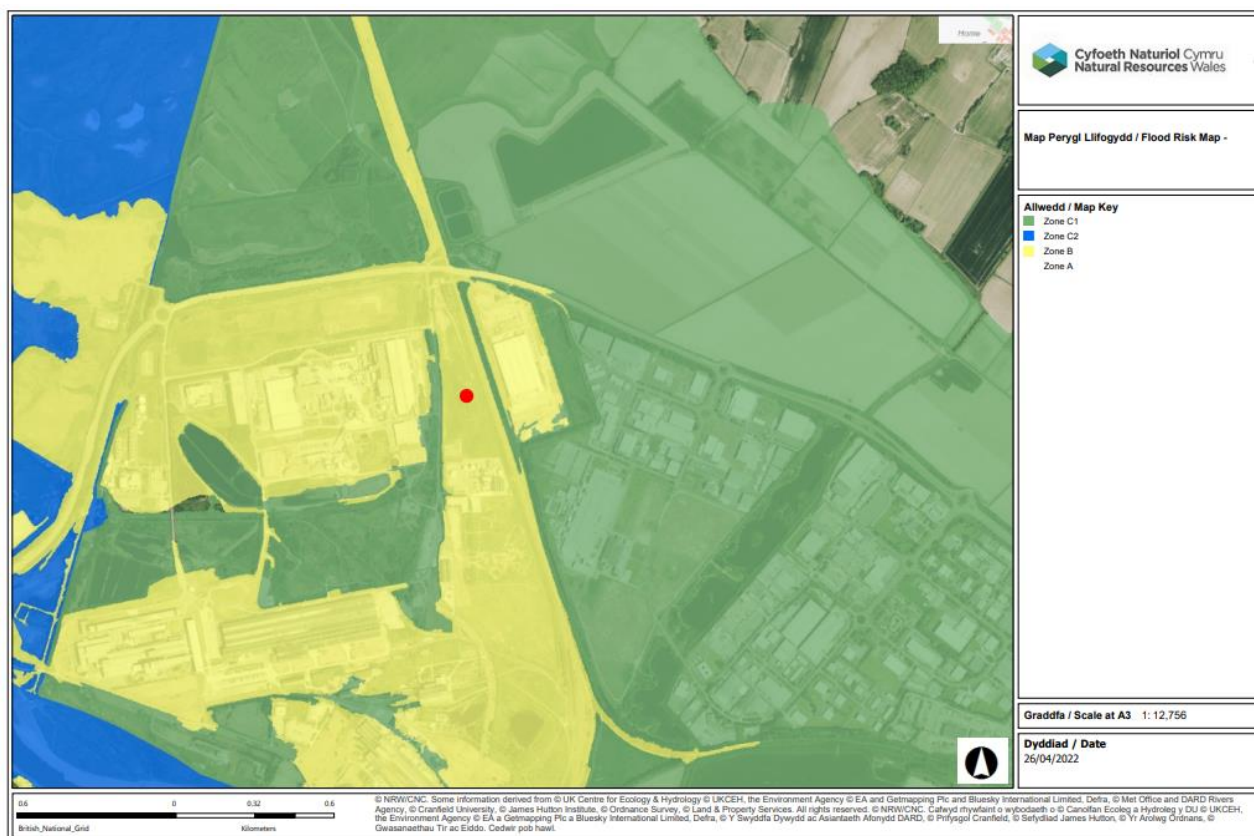 Home
Cyfoeth Naturiol Cymru
Natural Resources Wales
Map Perygl Llifogydd / Flood Risk Map -
Allwedd / Map Key
Zone C1
Zone C2
Zone B
Zone A
Graddfa / Scale at A3 1: 12,756
Dyddiad / Date
26/04/2022
0.6 0 0.32 0.6
British_National_Grid Kilometers
© NRW/CNC. Some information derived from © UK Centre for Ecology & Hydrology © UKCEH, the Environment Agency © EA and Getmapping Plc and Bluesky International Limited, Defra, © Met Office and DARD Rivers
Agency, © Cranfield University, © James Hutton Institute, © Ordnance Survey, © Land & Property Services. All rights reserved. © NRW/CNC. Cafwyd rhywfaint o wybodaeth o © Canolfan Ecoleg a Hydroleg y DU © UKCEH,
the Environment Agency © EA â Getmapping Plc a Bluesky International Limited, Defra, © Y Swyddfa Dywydd ac Asiantaeth Afonydd DARD, © Prifysgol Cranfield, © Sefydliad James Hutton, © Yr Arolwg Ordnans, ©
Gwasanaethau Tir ac Eiddo. Cedwir pob hawl.